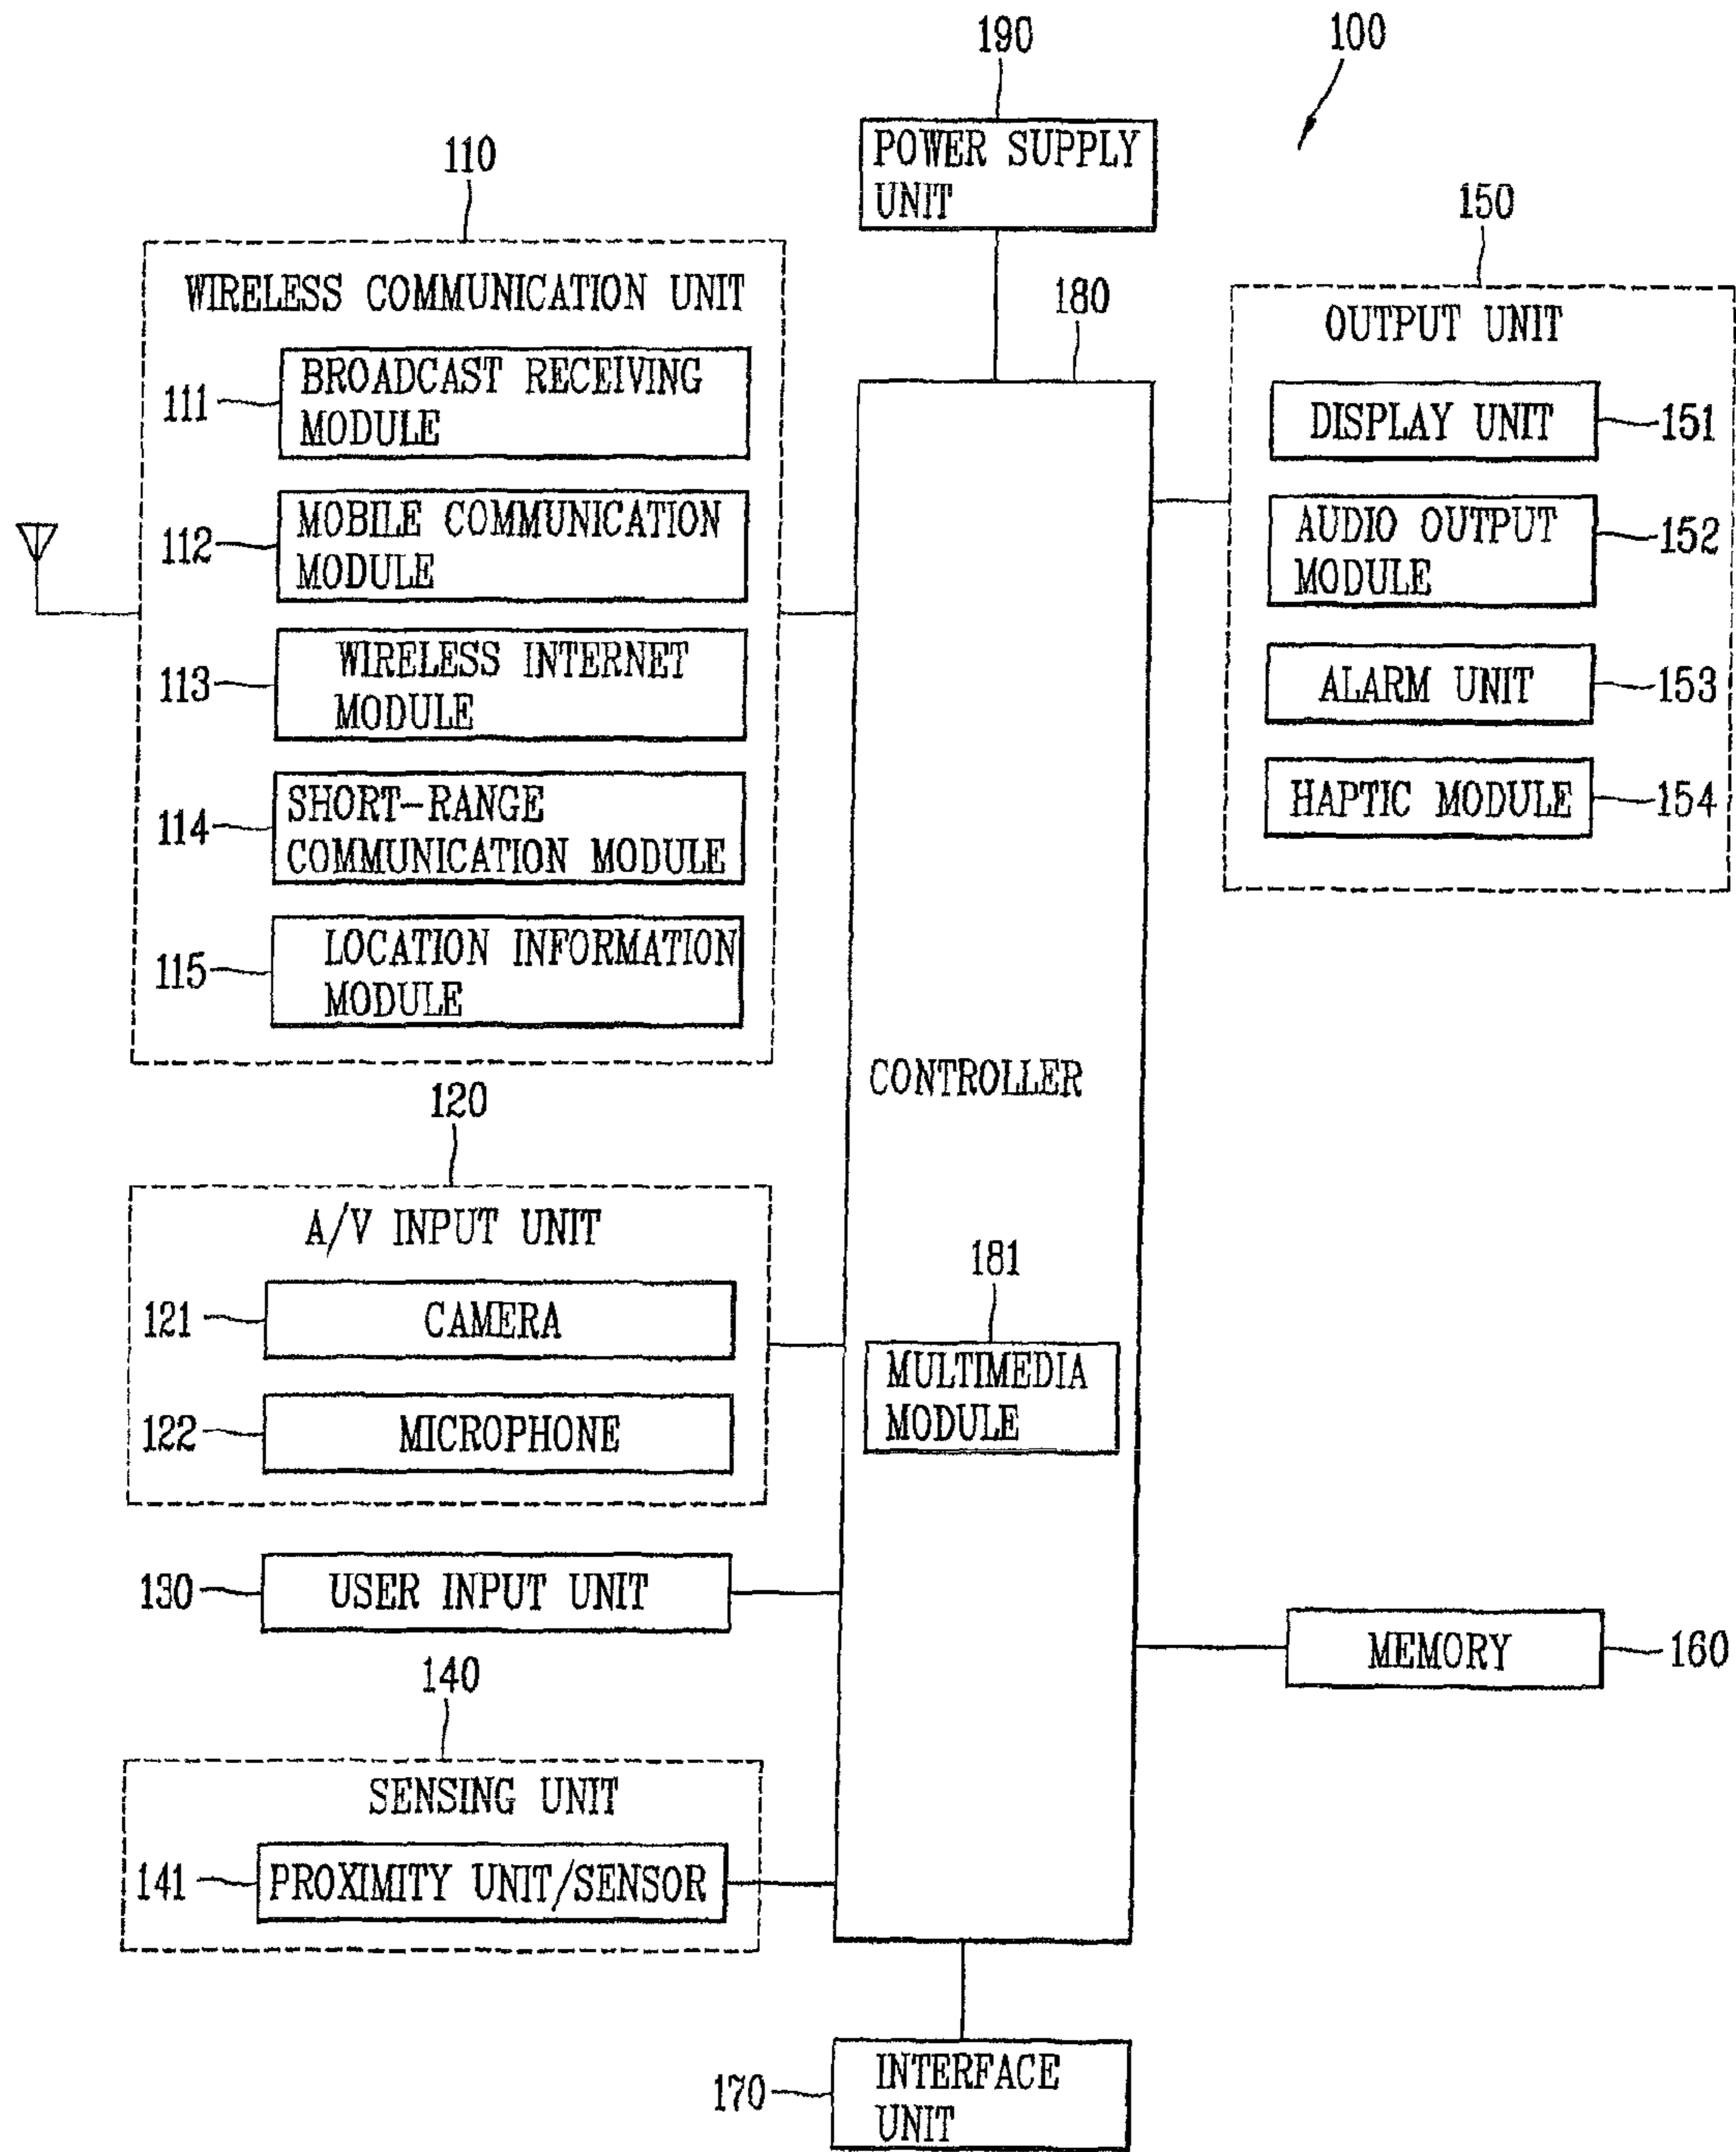 100
190
POWER SUPPLY
UNIT
110
WIRELESS COMMUNICATION UNIT
111
BROADCAST RECEIVING
MODULE
112
MOBILE COMMUNICATION
MODULE
113
WIRELESS INTERNET
MODULE
114
SHORT-RANGE
COMMUNICATION MODULE
115
LOCATION INFORMATION
MODULE
120
A/V INPUT UNIT
121
CAMERA
122
MICROPHONE
130
USER INPUT UNIT
140
SENSING UNIT
141
PROXIMITY UNIT/SENSOR
180
CONTROLLER
181
MULTIMEDIA
MODULE
150
OUTPUT UNIT
DISPLAY UNIT
151
AUDIO OUTPUT
MODULE
152
ALARM UNIT
153
HAPTIC MODULE
154
MEMORY
160
170
INTERFACE
UNIT